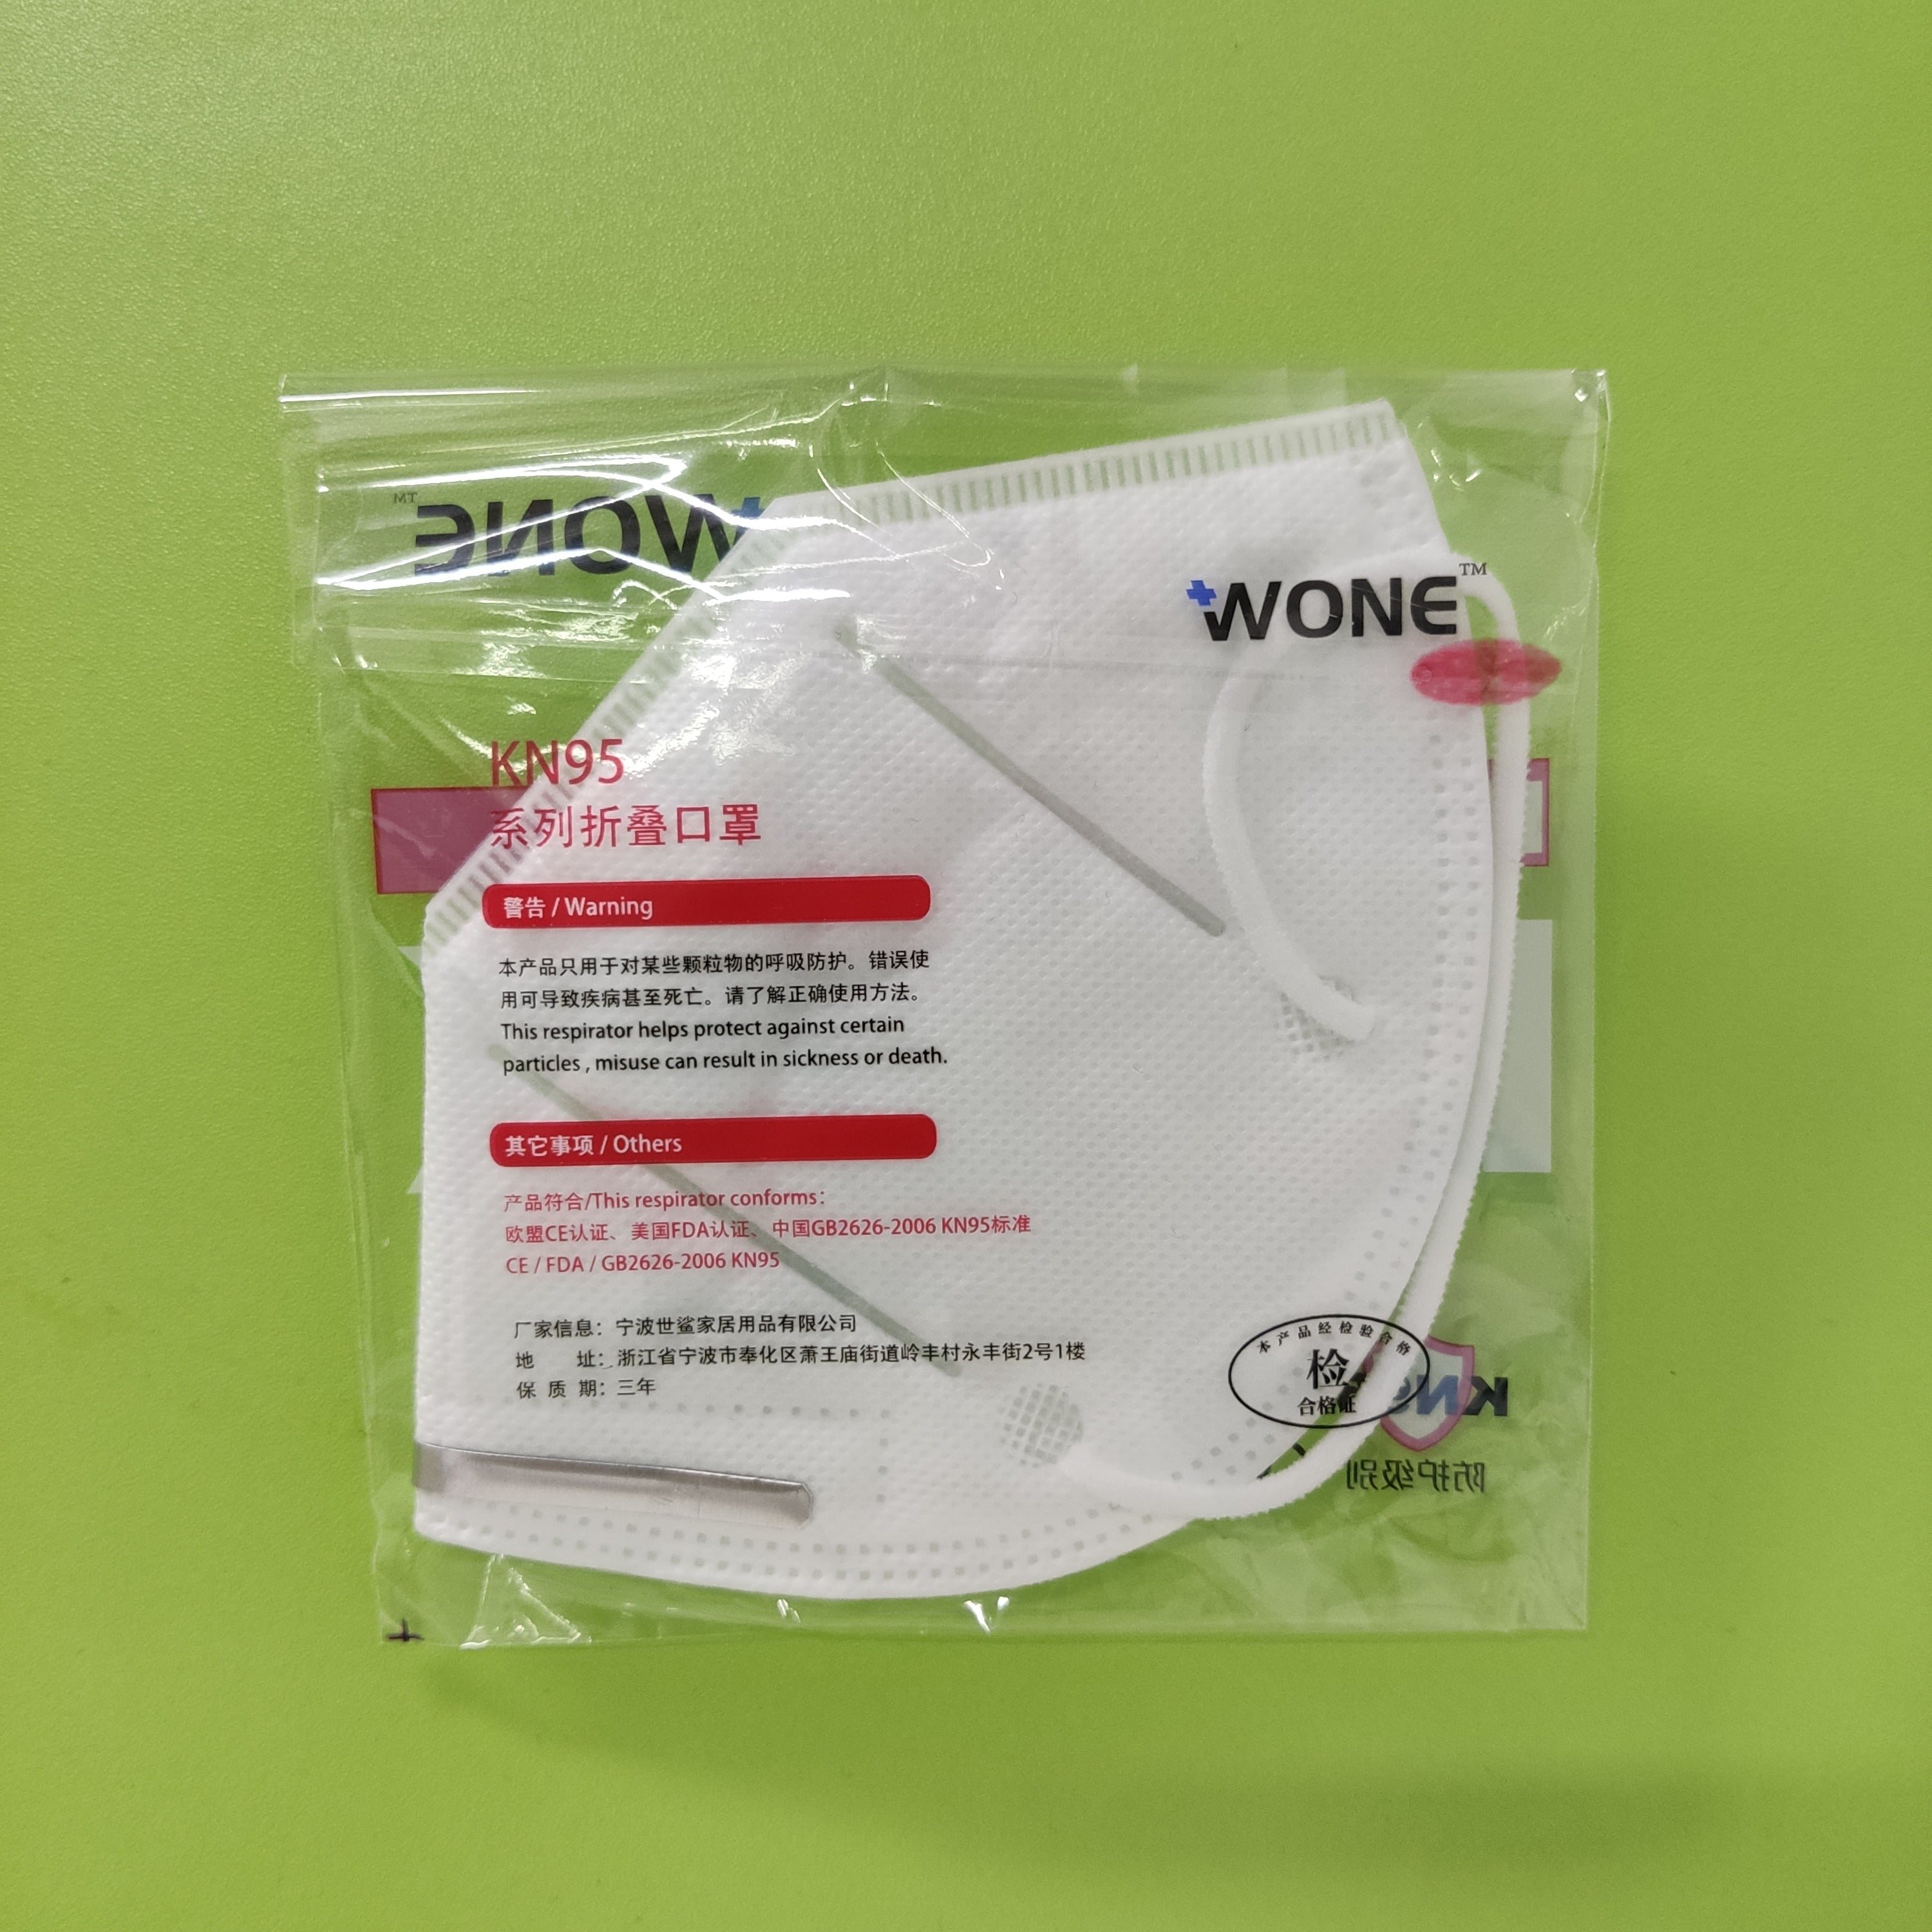 WONE™
WONE™
KN95
系列折叠口罩
警告 / Warning
本产品只用于对某些颗粒物的呼吸防护。错误使
用可导致疾病甚至死亡。请了解正确使用方法。
This respirator helps protect against certain
particles , misuse can result in sickness or death.
其它事项 / Others
产品符合/This respirator conforms：
欧盟CE认证、美国FDA认证、中国GB2626-2006 KN95标准
CE / FDA / GB2626-2006 KN95
厂家信息：宁波世鲨家居用品有限公司
地 址：浙江省宁波市奉化区萧王庙街道岭丰村永丰街2号1楼
保 质 期：三年
本产品经检验合格
检
合格证
防护级别